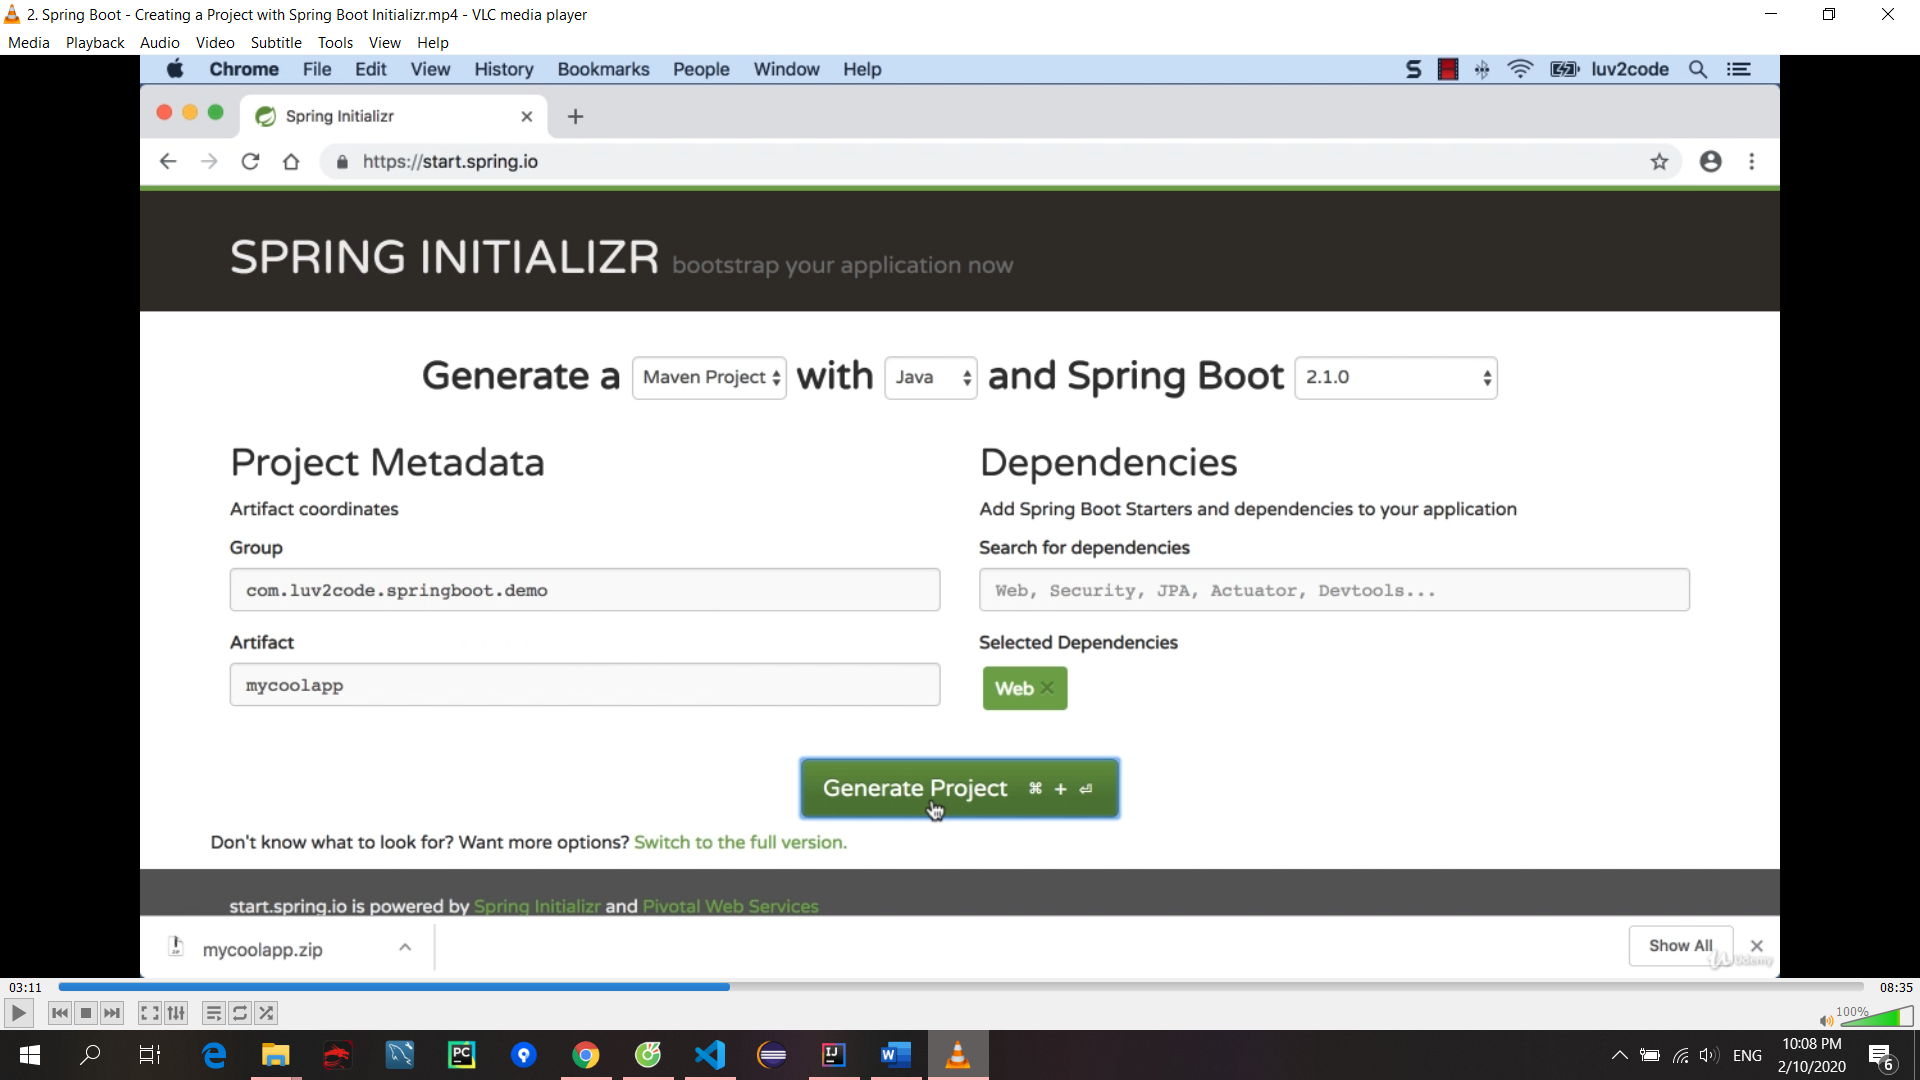 2. Spring Boot - Creating a Project with Spring Boot Initializr.mp4 - VLC media player
Media Playback Audio Video Subtitle Tools View Help
Chrome File Edit View History Bookmarks People Window Help luv2code
Spring Initializr
https://start.spring.io
SPRING INITIALIZR bootstrap your application now
Generate a Maven Project with Java and Spring Boot 2.1.0
Project Metadata
Artifact coordinates
Group
com.luv2code.springboot.demo
Artifact
mycoolapp
Dependencies
Add Spring Boot Starters and dependencies to your application
Search for dependencies
Web, Security, JPA, Actuator, Devtools...
Selected Dependencies
Web
Generate Project ⌘ + ⏎
Don't know what to look for? Want more options? Switch to the full version.
start.spring.io is powered by Spring Initializr and Pivotal Web Services
mycoolapp.zip
Show All
Udemy
03:11
08:35
100%
ENG
10:08 PM
2/10/2020
6